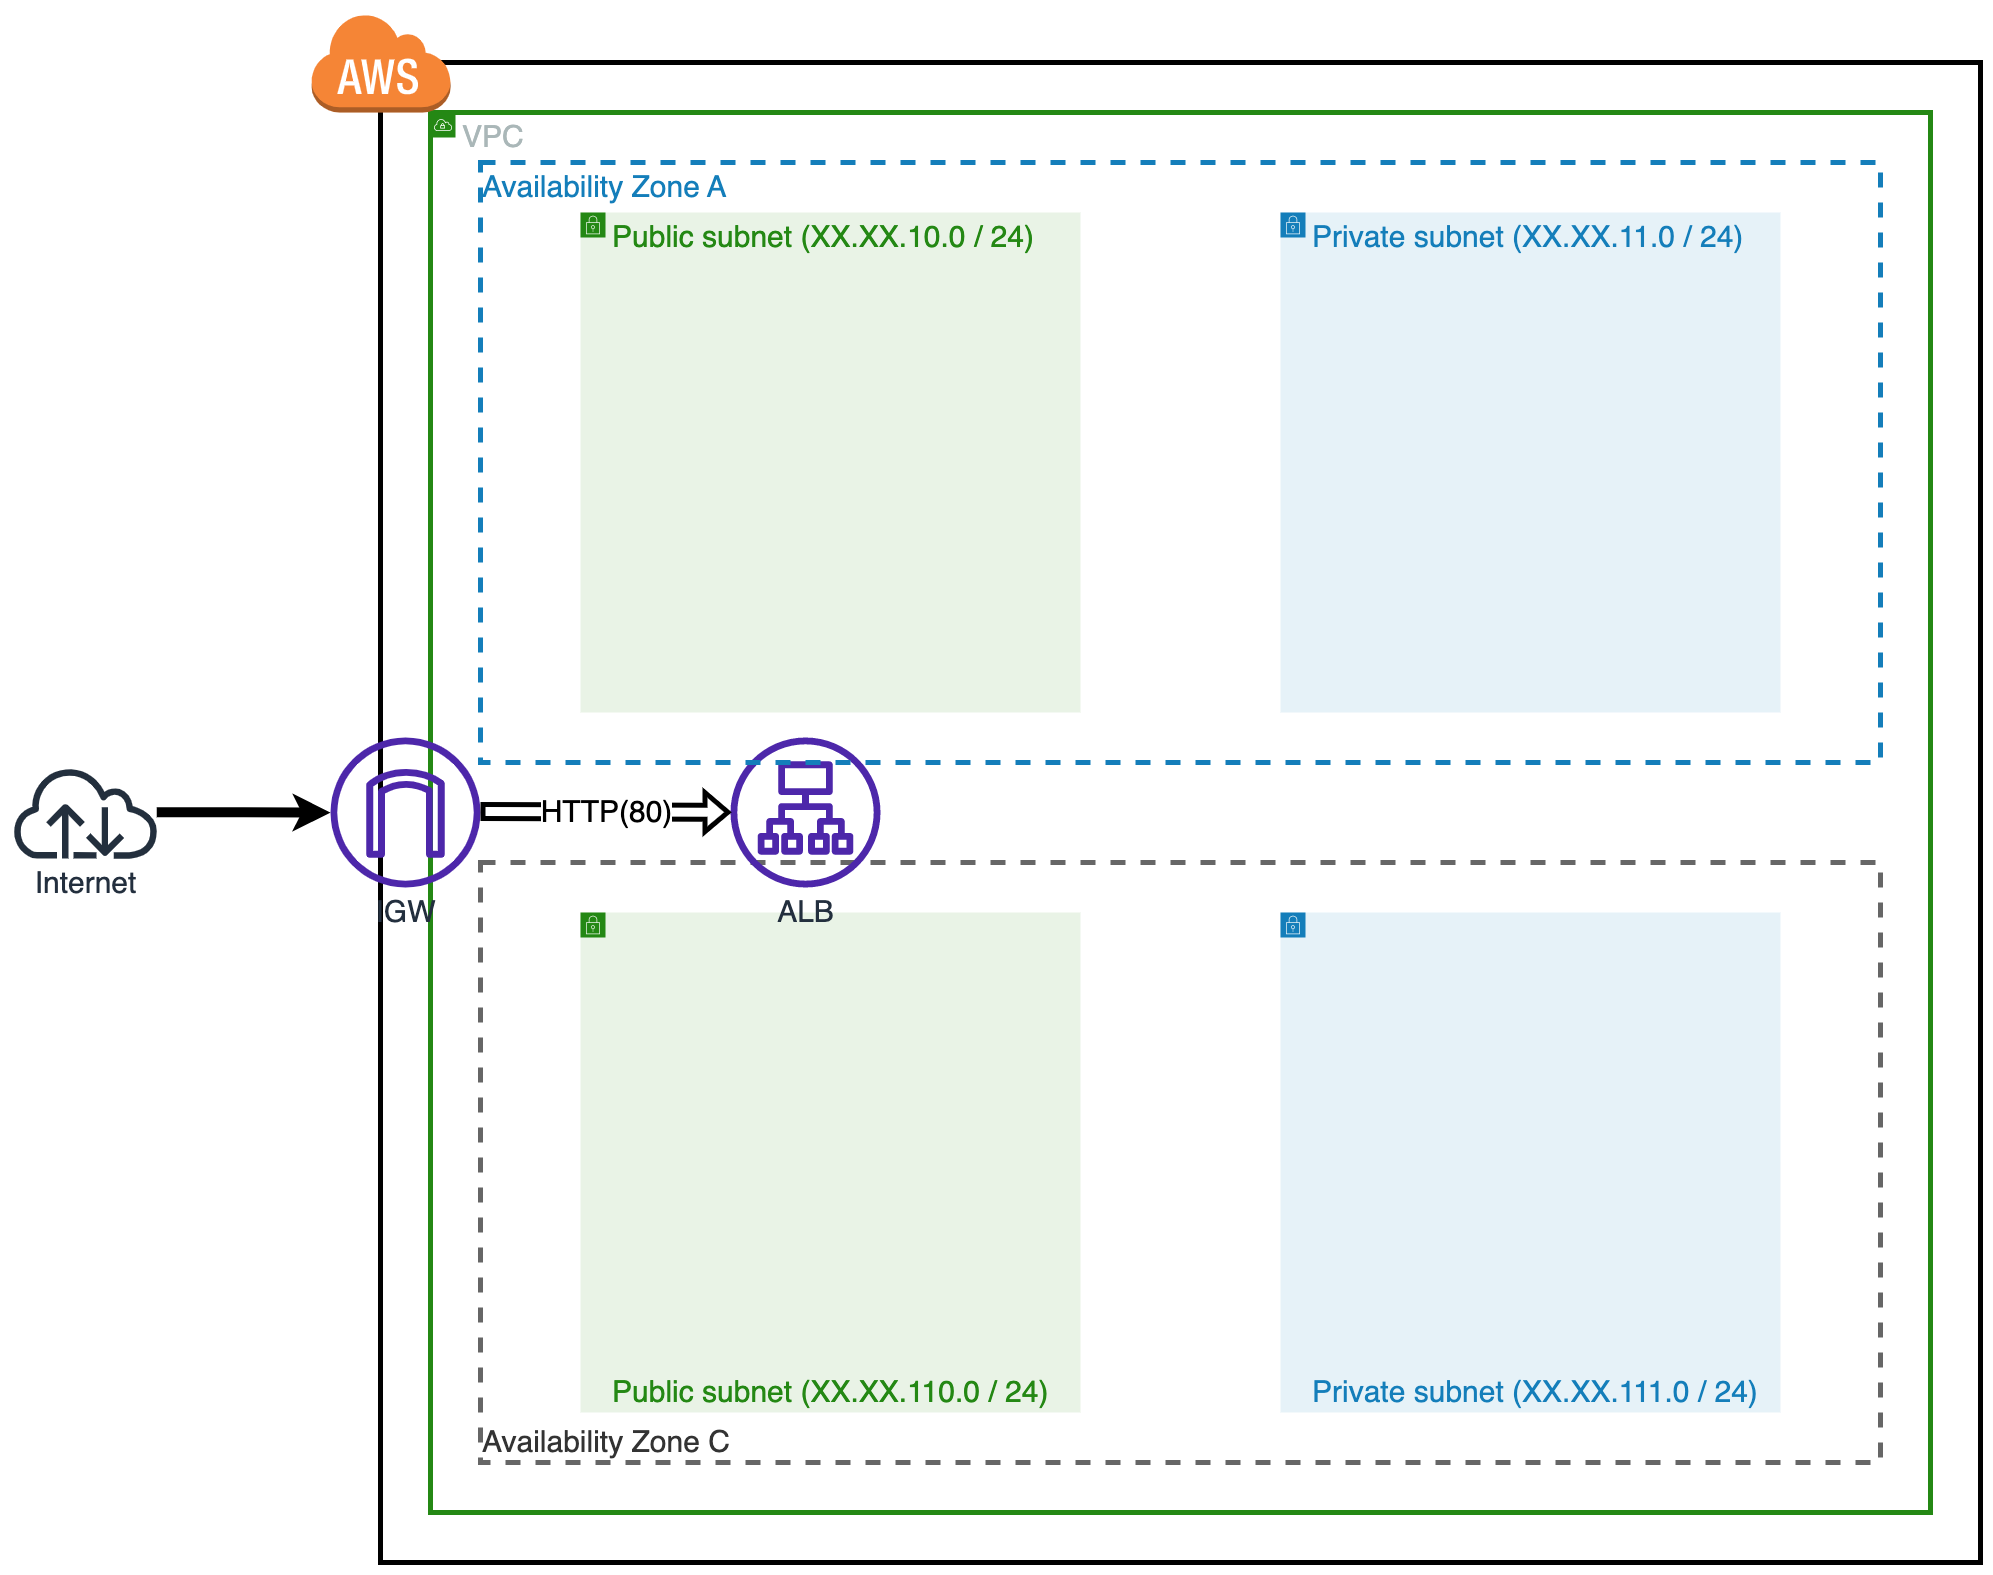 AWS
VPC
Availability Zone A
Public subnet (XX.XX.10.0 / 24)
Private subnet (XX.XX.11.0 / 24)
HTTP(80)
Internet
IGW
ALB
Public subnet (XX.XX.110.0 / 24)
Private subnet (XX.XX.111.0 / 24)
Availability Zone C